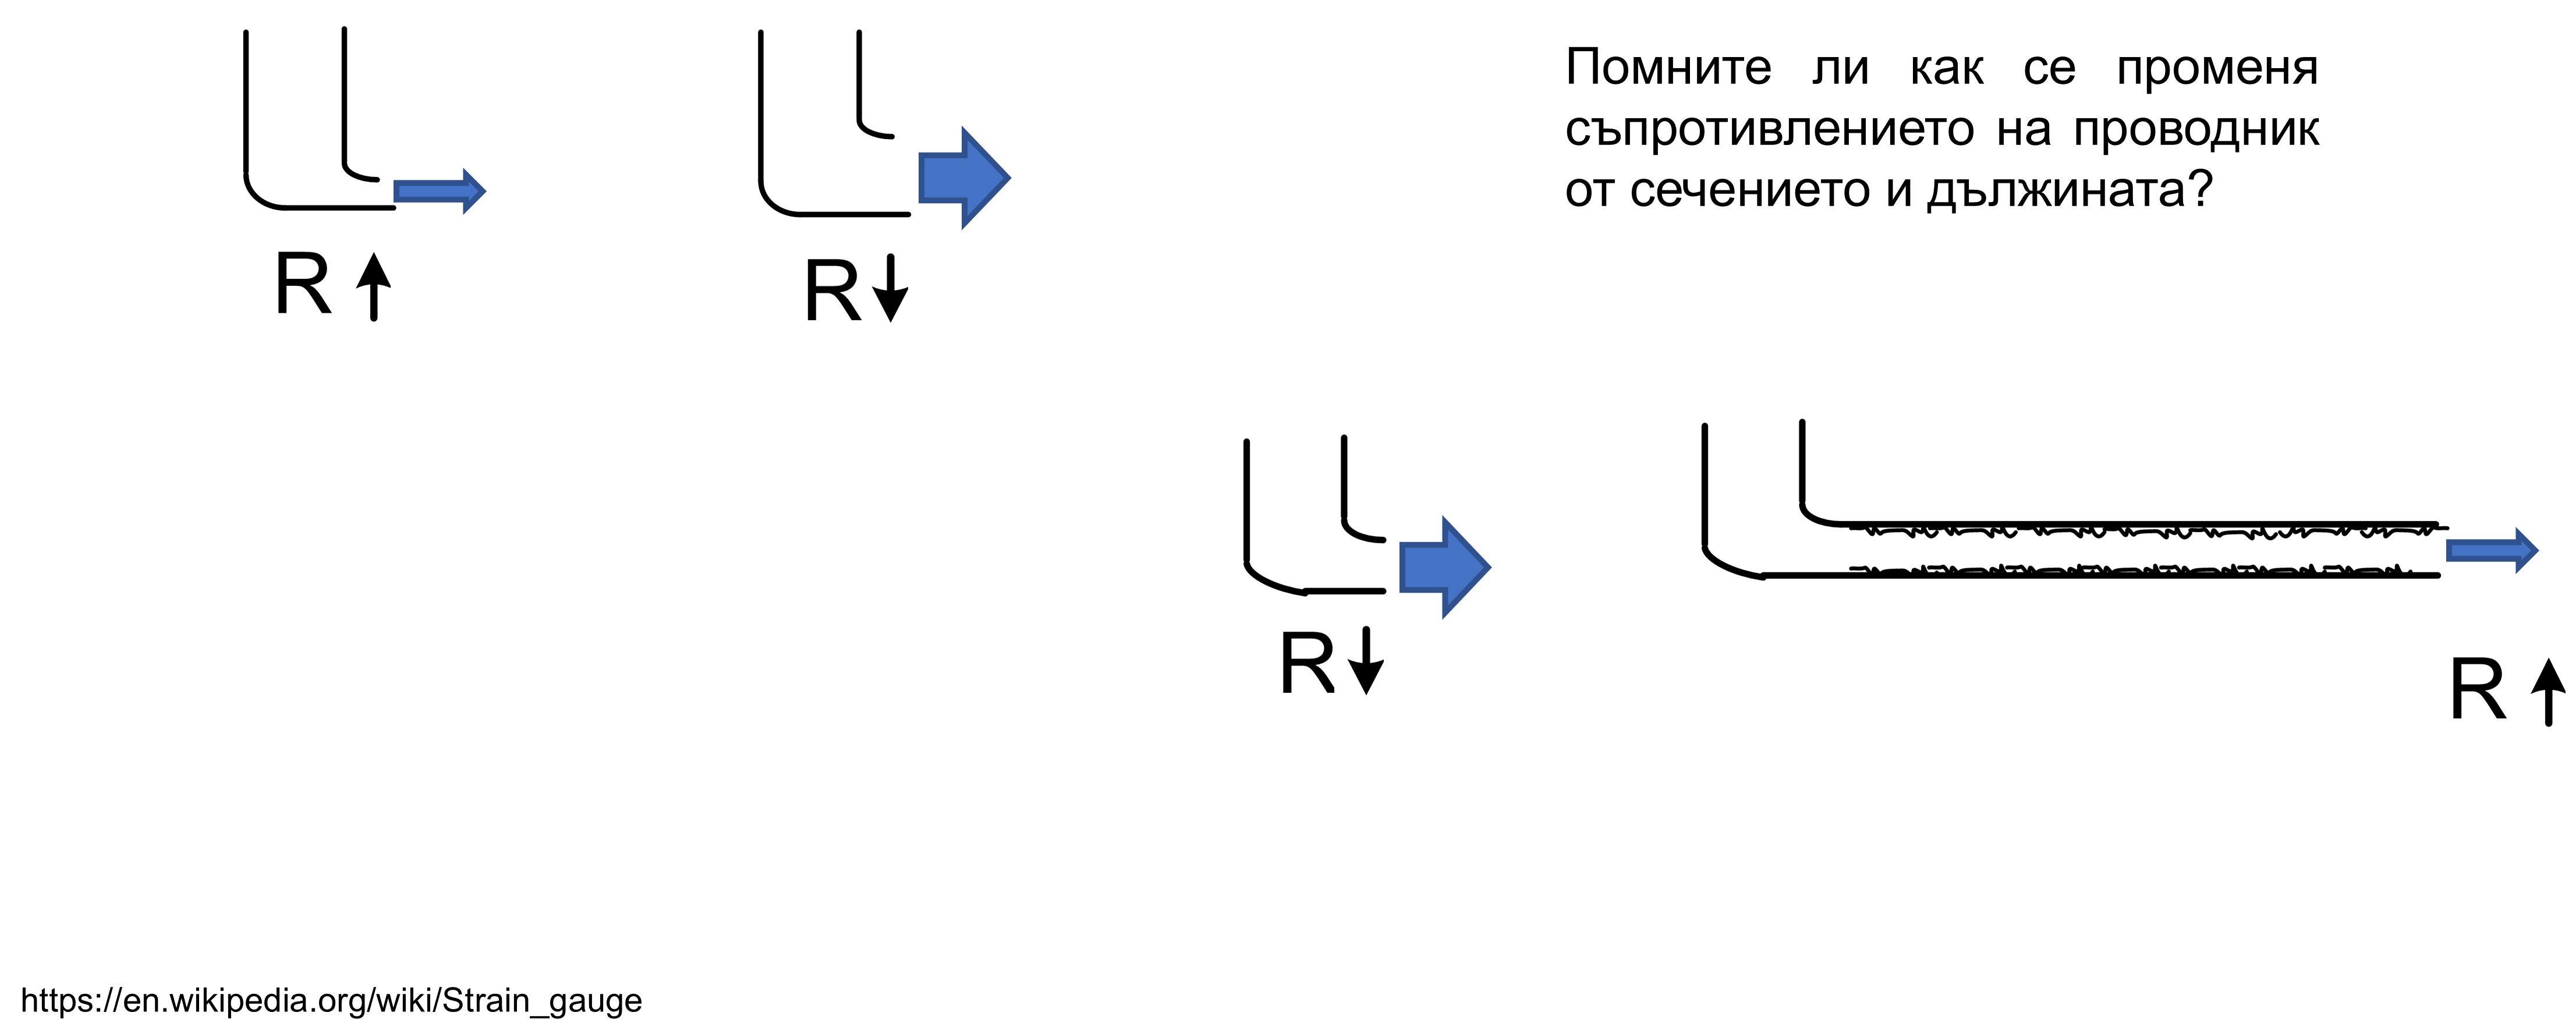 Помните ли как се променя
съпротивлението на проводник
от сечението и дължината?
R
R
R
R
https://en.wikipedia.org/wiki/Strain_gauge